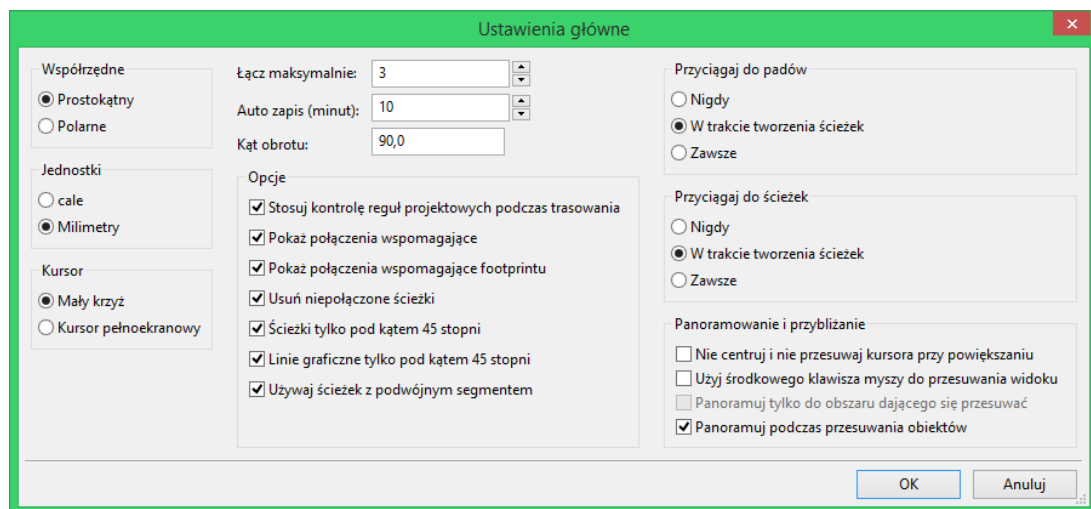 Ustawienia główne
Współrzędne
Prostokątny
Polarne
Jednostki
cale
Milimetry
Kursor
Mały krzyż
Kursor pełnoekranowy
Łącz maksymalnie: 3
Auto zapis (minut): 10
Kąt obrotu: 90,0
Opcje
Stosuj kontrolę reguł projektowych podczas trasowania
Pokaż połączenia wspomagające
Pokaż połączenia wspomagające footprintu
Usuń niepołączone ścieżki
Ścieżki tylko pod kątem 45 stopni
Linie graficzne tylko pod kątem 45 stopni
Używaj ścieżek z podwójnym segmentem
Przyciągaj do padów
Nigdy
W trakcie tworzenia ścieżek
Zawsze
Przyciągaj do ścieżek
Nigdy
W trakcie tworzenia ścieżek
Zawsze
Panoramowanie i przybliżanie
Nie centruj i nie przesuwaj kursora przy powiększaniu
Użyj środkowego klawisza myszy do przesuwania widoku
Panoramuj tylko do obszaru dającego się przesuwać
Panoramuj podczas przesuwania obiektów
OK
Anuluj